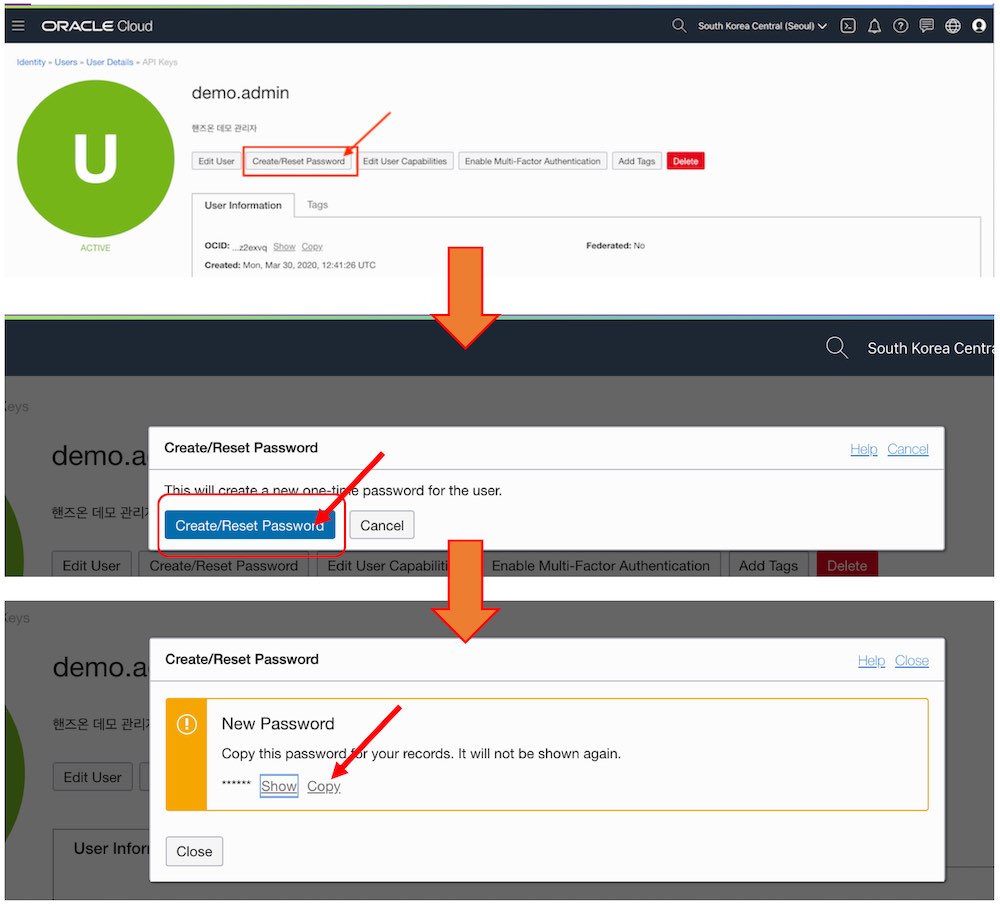 ORACLE Cloud
South Korea Central (Seoul)
Identity » Users » User Details » API Keys
demo.admin
핸즈온 데모 관리자
U
Edit User Create/Reset Password Edit User Capabilities Enable Multi-Factor Authentication Add Tags Delete
User Information Tags
ACTIVE
OCID: ...z2exvq Show Copy Federated: No
Created: Mon, Mar 30, 2020, 12:41:26 UTC
South Korea Centra
Keys
demo.a
Create/Reset Password Help Cancel
This will create a new one-time password for the user.
핸즈온 데모 관리자
Create/Reset Password Cancel
Edit User Create/Reset Password Edit User Capabiliti Enable Multi-Factor Authentication Add Tags Delete
Keys
demo.a
Create/Reset Password Help Close
핸즈온 데모 관리자
New Password
Copy this password for your records. It will not be shown again.
****** Show Copy
Edit User
User Infor
Close